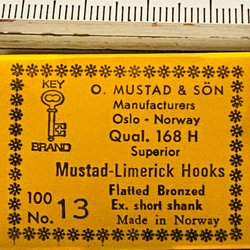 KEY
BRAND
O. MUSTAD & SÖN
Manufacturers
Oslo - Norway
Qual. 168 H
Superior
Mustad-Limerick Hooks
100
No. 13
Flatted Bronzed
Ex. short shank
Made in Norway